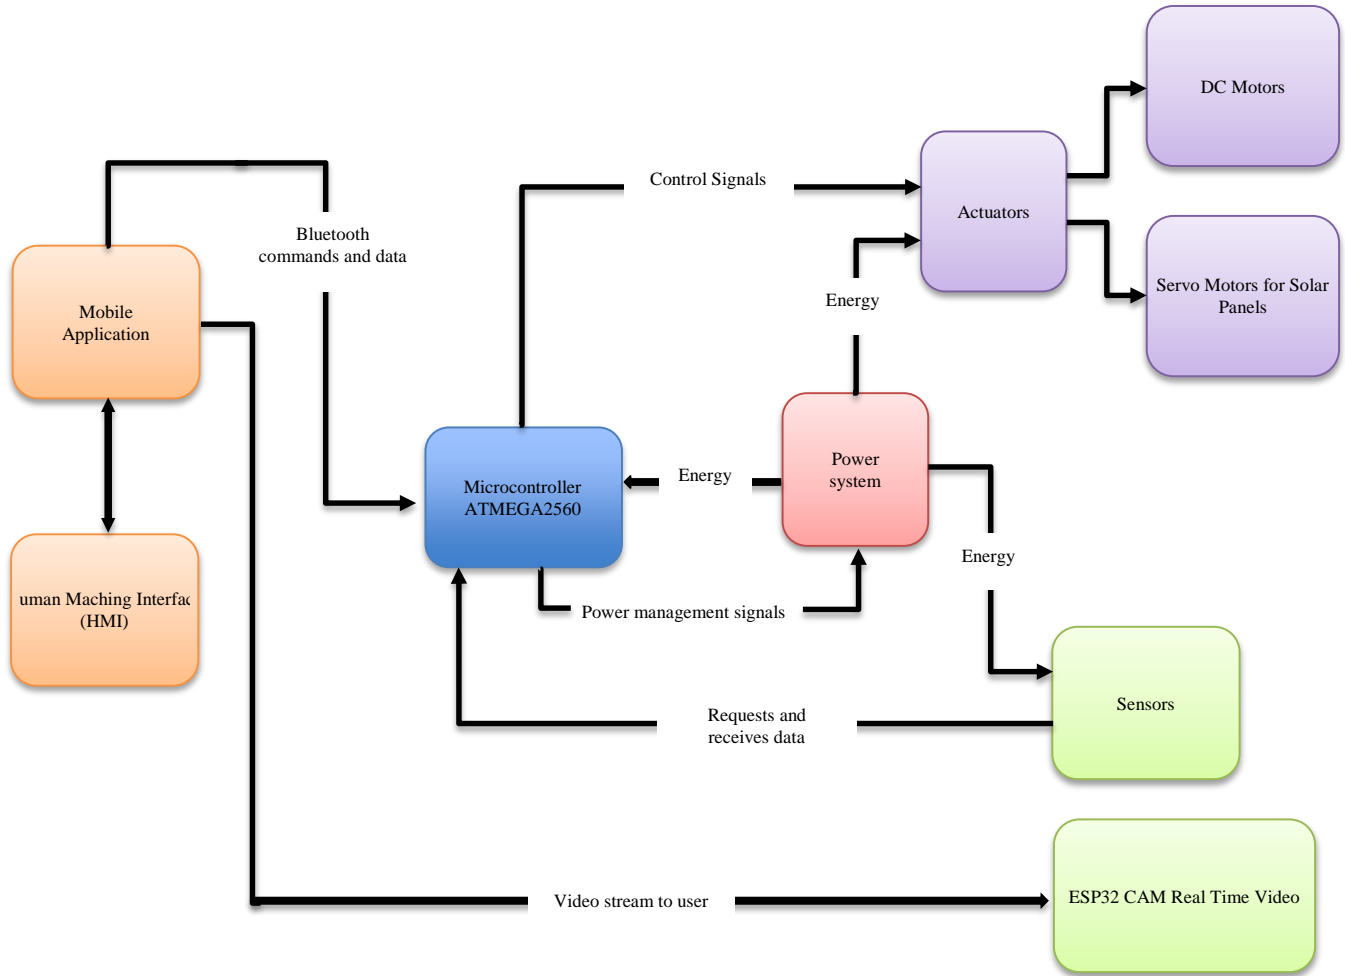 DC Motors
Control Signals
Actuators
Bluetooth
commands and data
Servo Motors for Solar
Panels
Energy
Mobile
Application
Power
system
Energy
Microcontroller
ATMEGA2560
Energy
uman Maching Interfac
(HMI)
Power management signals
Sensors
Requests and
receives data
ESP32 CAM Real Time Video
Video stream to user